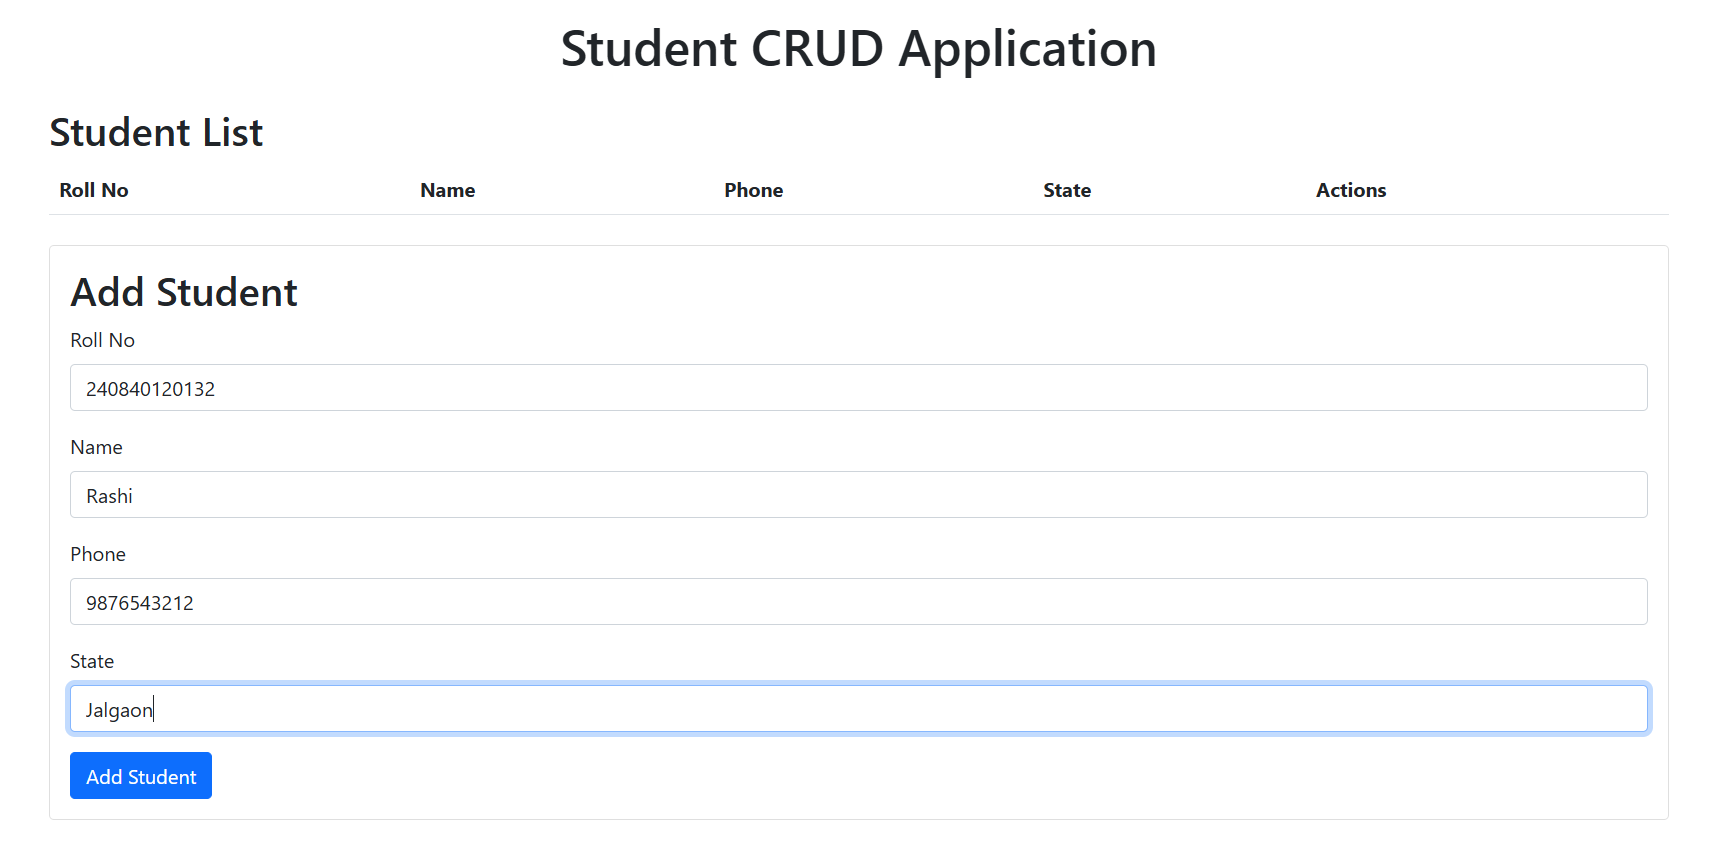 Student CRUD Application
Student List
Roll No Name Phone State Actions
Add Student
Roll No
240840120132
Name
Rashi
Phone
9876543212
State
Jalgaon
Add Student